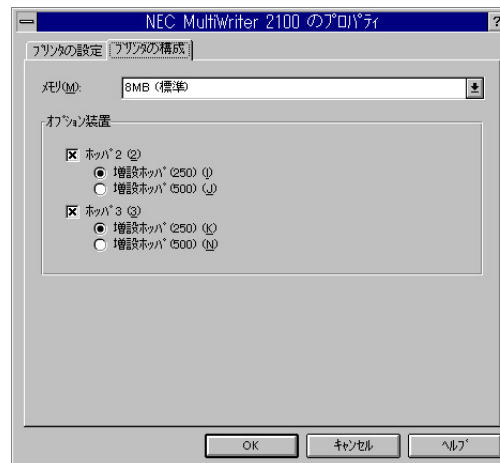 NEC MultiWriter 2100 のﾌﾟﾛﾊﾟﾃｨ
?
ﾌﾟﾘﾝﾀの設定 ﾌﾟﾘﾝﾀの構成
ﾒﾓﾘ(M): 8MB (標準)
ｵﾌﾟｼｮﾝ装置
ﾎｯﾊﾟ2 (2)
増設ﾎｯﾊﾟ(250) (I)
増設ﾎｯﾊﾟ(500) (J)
ﾎｯﾊﾟ3 (3)
増設ﾎｯﾊﾟ(250) (K)
増設ﾎｯﾊﾟ(500) (N)
OK ｷｬﾝｾﾙ ﾍﾙﾌﾟ